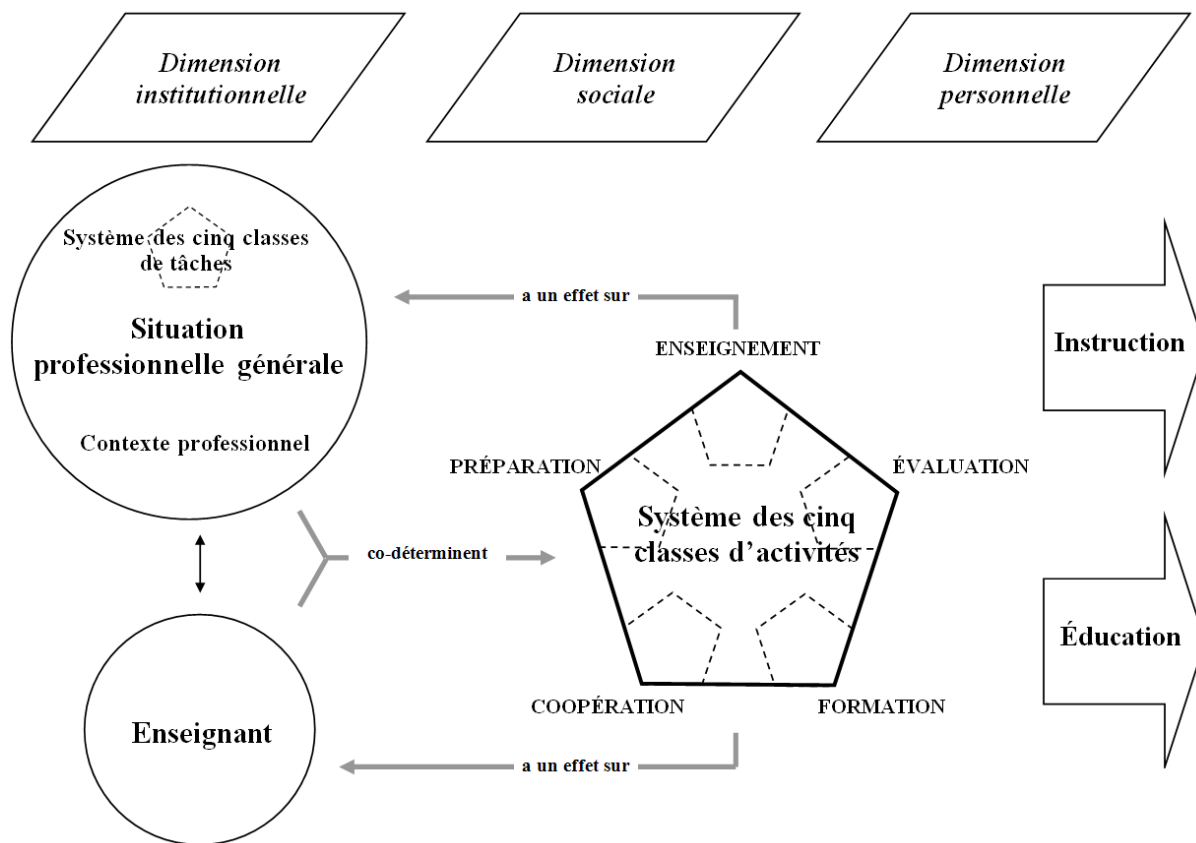 Dimension
institutionnelle
Dimension
sociale
Dimension
personnelle
Système des cinq classes
de tâches
Situation
professionnelle générale
Contexte professionnel
a un effet sur
ENSEIGNEMENT
PRÉPARATION
ÉVALUATION
Système des cinq
classes d’activités
co-déterminent
COOPÉRATION
FORMATION
Enseignant
a un effet sur
Instruction
Éducation